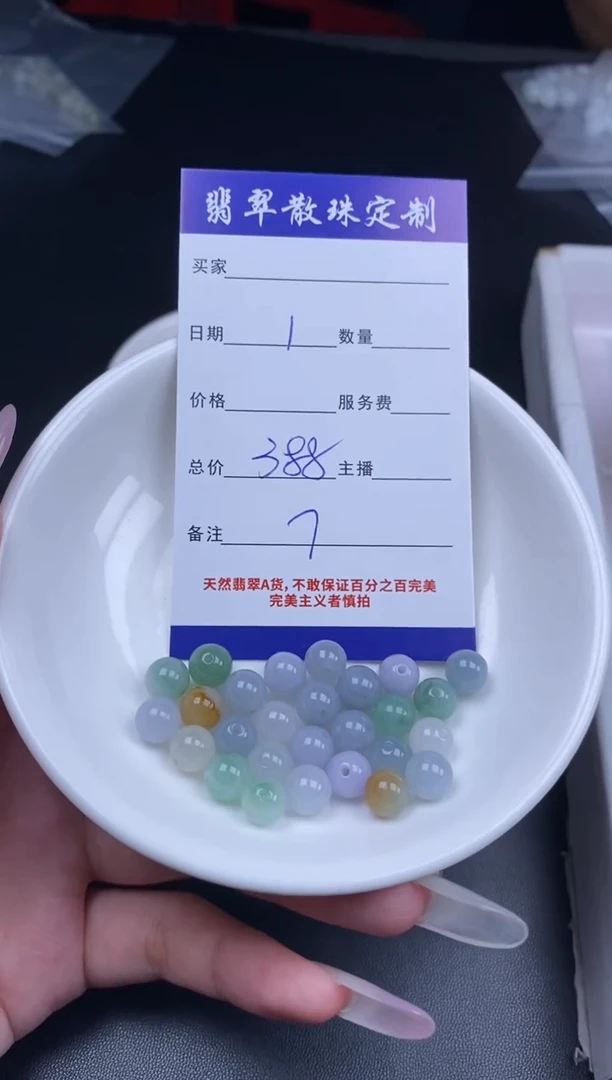 翡翠散珠定制
买家
日期 1 数量
价格 服务费
总价 388 主播
备注 7
天然翡翠A货,不敢保证百分之百完美
完美主义者慎拍